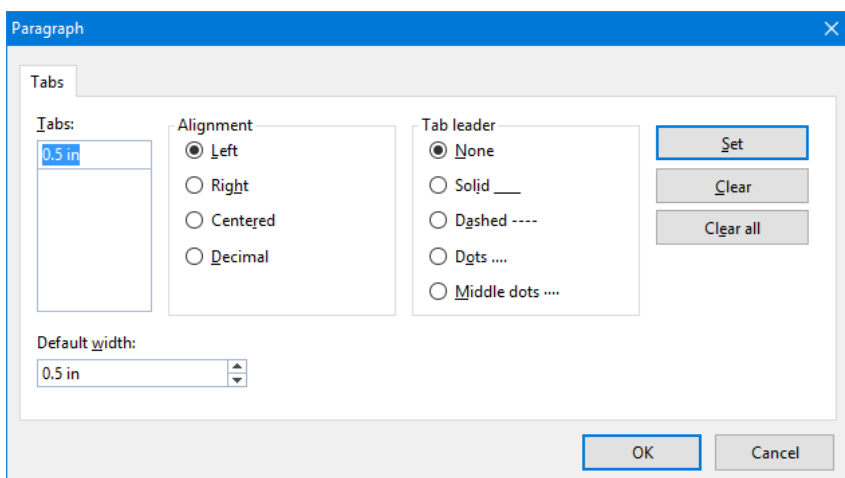 Paragraph
Tabs
Tabs:
0.5 in
Alignment
Left
Right
Centered
Decimal
Tab leader
None
Solid ___
Dashed ----
Dots ....
Middle dots ····
Set
Clear
Clear all
Default width:
0.5 in
OK
Cancel